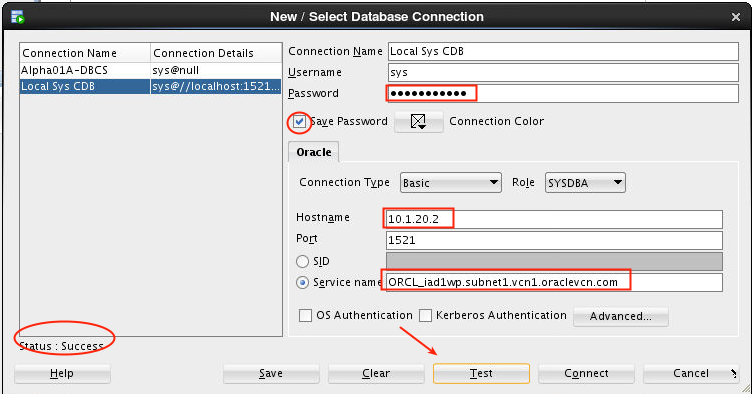 New / Select Database Connection
Connection Name Connection Details
Alpha01A-DBCS sys@null
Local Sys CDB sys@//localhost:1521...
Connection Name Local Sys CDB
Username sys
Password ●●●●●●●●●●●
Save Password Connection Color
Oracle
Connection Type Basic Role SYSDBA
Hostname 10.1.20.2
Port 1521
SID
Service name ORCL_iad1wp.subnet1.vcn1.oraclevcn.com
OS Authentication Kerberos Authentication Advanced...
Status : Success
Help Save Clear Test Connect Cancel